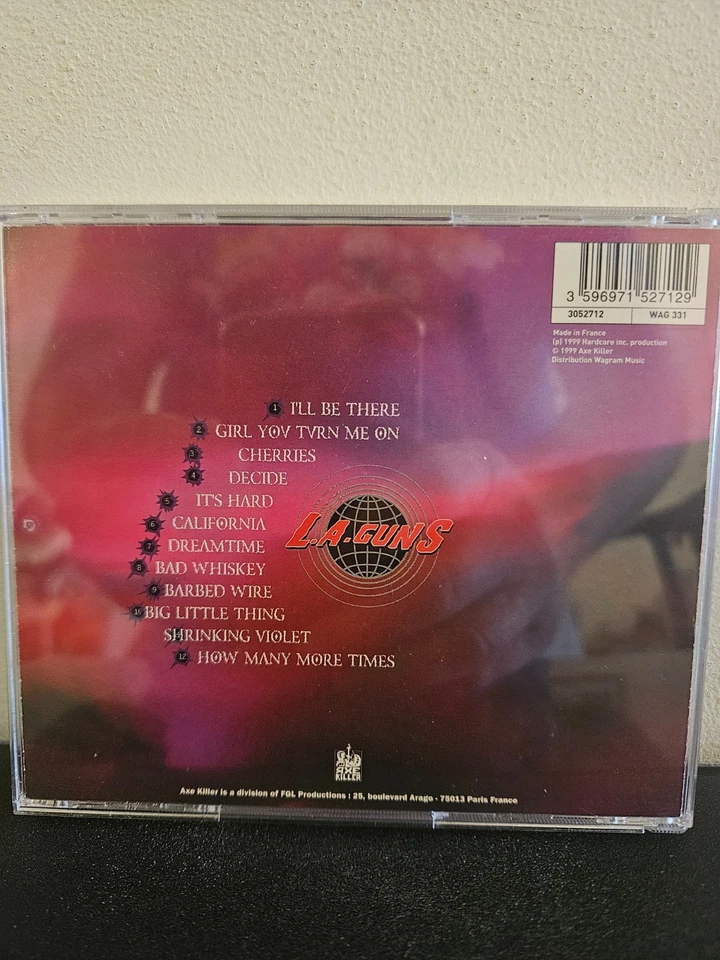 3 596971 527129
3052712 WAG 331
Made in France
(p) 1999 Hardcore inc. production
© 1999 Axe Killer
Distribution Wagram Music
1 I'LL BE THERE
2 GIRL YOV TVRN ME ON
3 CHERRIES
4 DECIDE
5 IT'S HARD
6 CALIFORNIA
7 DREAMTIME
8 BAD WHISKEY
9 BARBED WIRE
10 BIG LITTLE THING
SHRINKING VIOLET
12 HOW MANY MORE TIMES
L.A.GUNS
AXE
KILLER
Axe Killer is a division of FGL Productions : 25, boulevard Arago - 75013 Paris France